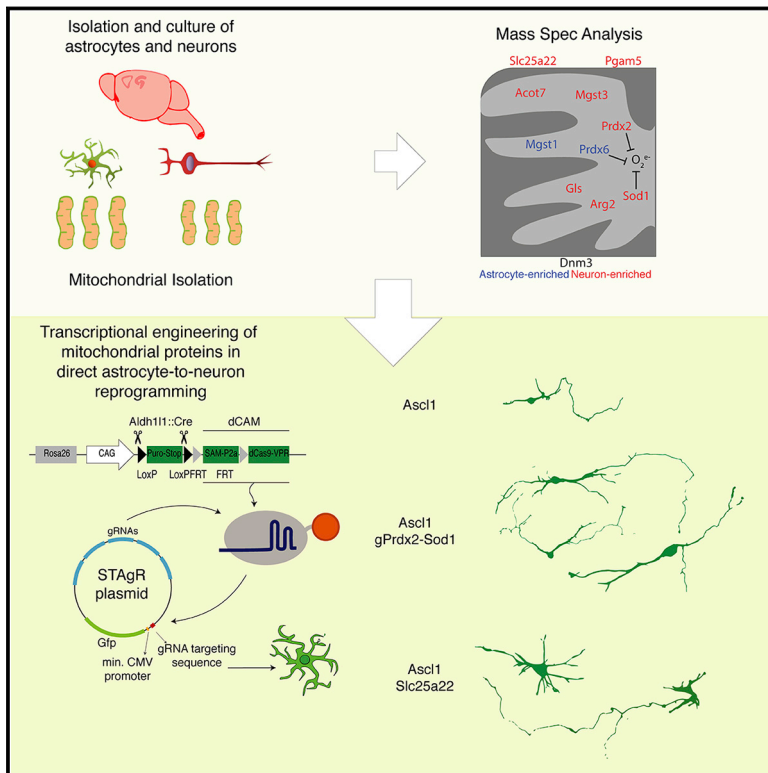 Isolation and culture of
astrocytes and neurons
Mitochondrial Isolation
Mass Spec Analysis
Slc25a22
Pgam5
Acot7
Mgst3
Prdx2
Mgst1
Prdx6
O2e-
Gls
Arg2
Sod1
Dnm3
Astrocyte-enriched Neuron-enriched
Transcriptional engineering of
mitochondrial proteins in
direct astrocyte-to-neuron
reprogramming
Aldh1l1::Cre
dCAM
Rosa26
CAG
Puro-Stop
SAM-P2a
dCas9-VPR
LoxP
LoxPFRT
FRT
gRNAs
STAgR
plasmid
Gfp
min. CMV
promoter
gRNA targeting
sequence
Ascl1
Ascl1
gPrdx2-Sod1
Ascl1
Slc25a22